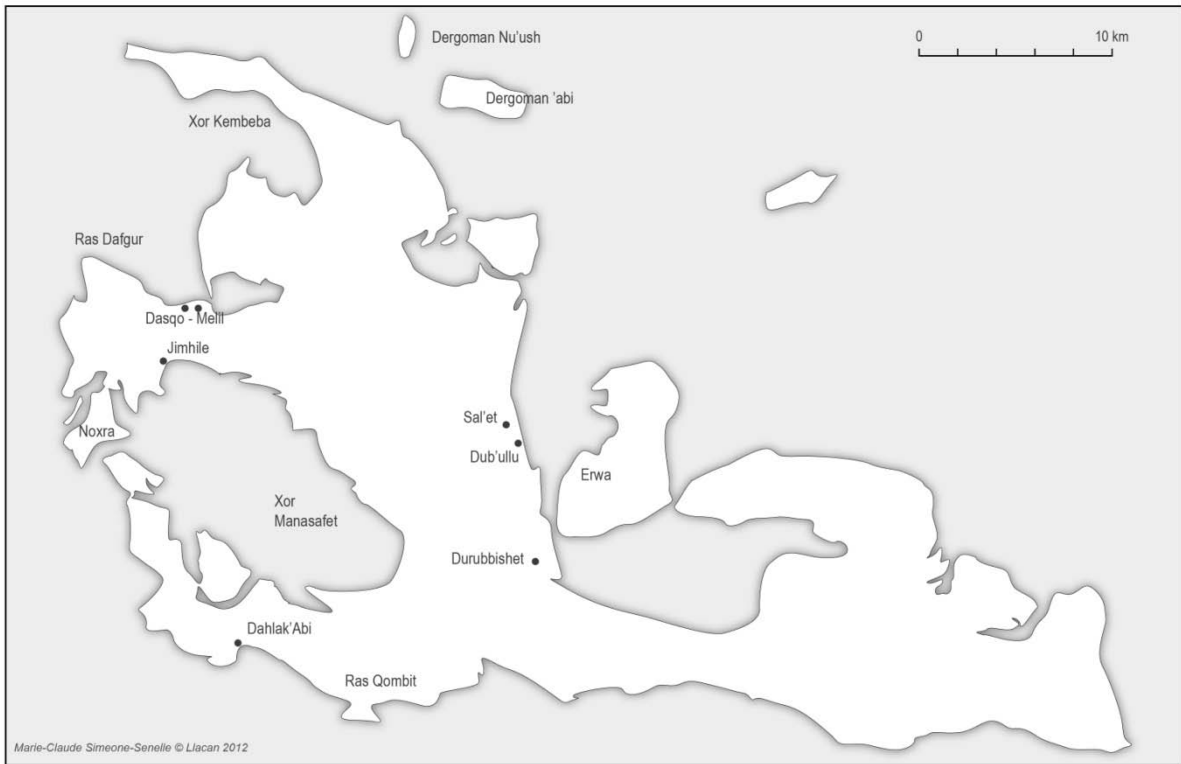 Dergoman Nu'ush
0 10 km
Dergoman 'abi
Xor Kembeba
Ras Dafgur
Dasqo - Melil
Jimhile
Noxra
Sal'et
Dub'ullu
Erwa
Xor
Manasafet
Durubbishet
Dahlak'Abi
Ras Qombit
Marie-Claude Simeone-Senelle © Llacan 2012